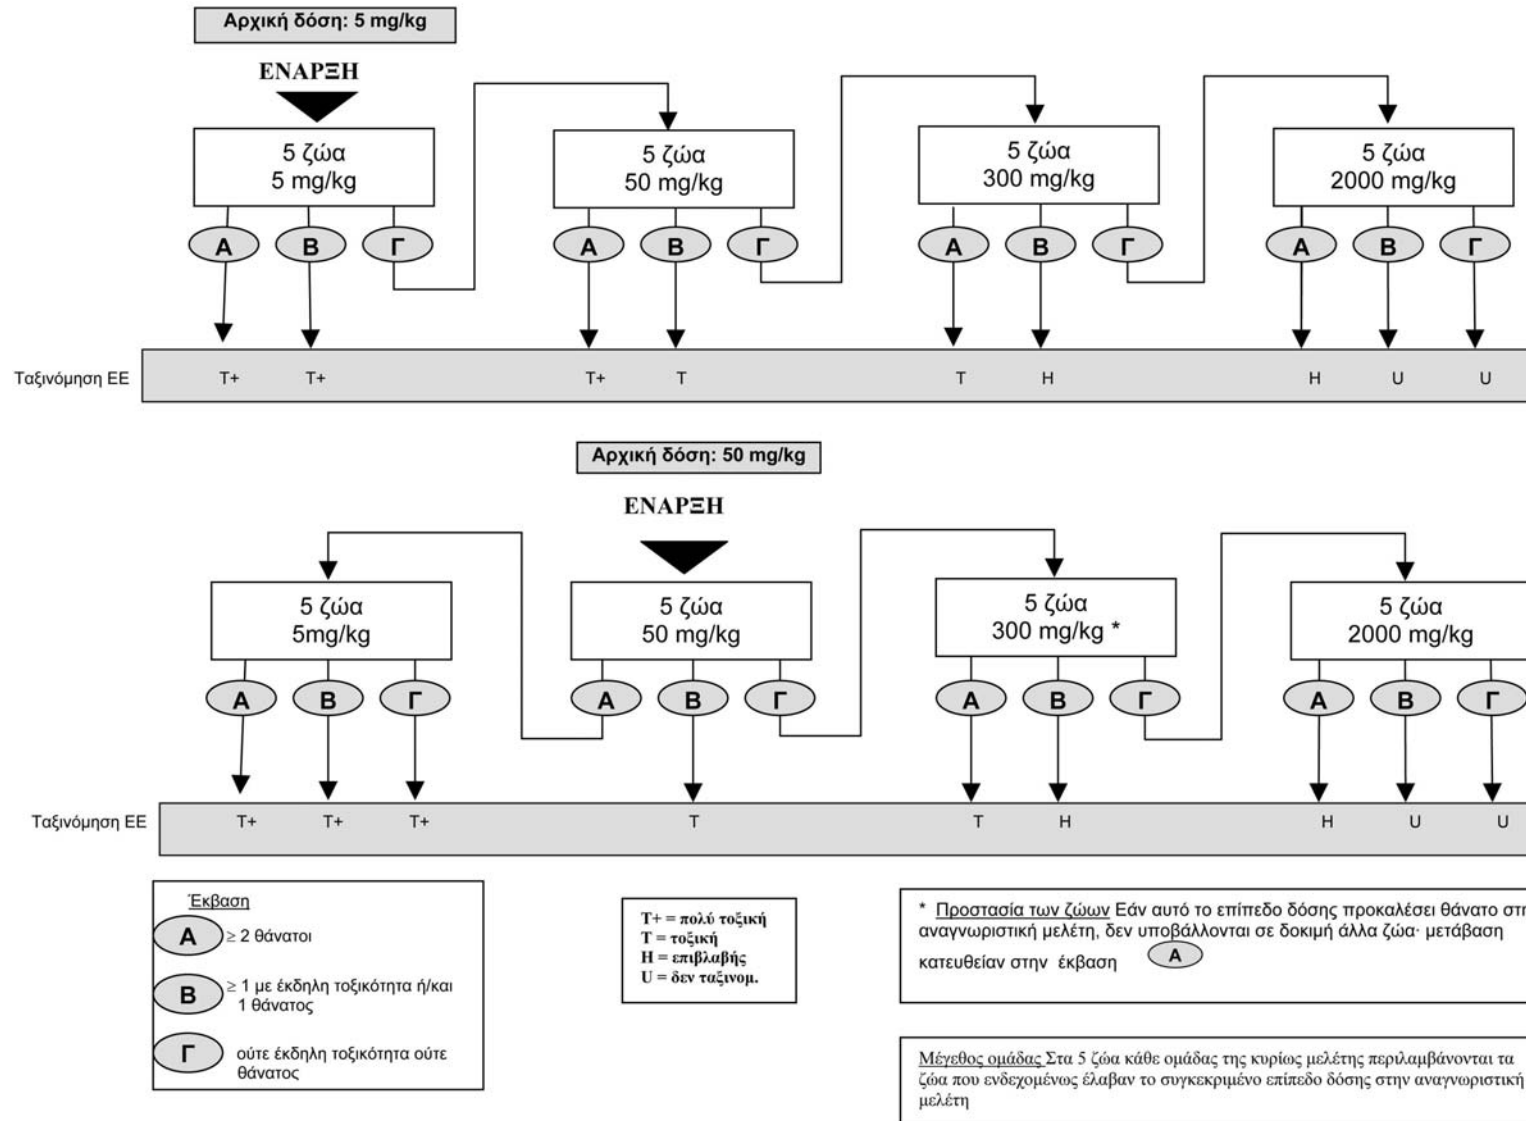 Αρχική δόση: 5 mg/kg
ΕΝΑΡΞΗ
5 ζώα
5 mg/kg
5 ζώα
50 mg/kg
5 ζώα
300 mg/kg
5 ζώα
2000 mg/kg
Α Β Γ Α Β Γ Α Β Γ Α Β Γ
Ταξινόμηση ΕΕ T+ T+ T+ T T H H U U
Αρχική δόση: 50 mg/kg
ΕΝΑΡΞΗ
5 ζώα
5mg/kg
5 ζώα
50 mg/kg
5 ζώα
300 mg/kg *
5 ζώα
2000 mg/kg
Α Β Γ Α Β Γ Α Β Γ Α Β Γ
Ταξινόμηση ΕΕ T+ T+ T+ T T H H U U
Έκβαση
Α ≥ 2 θάνατοι
Β ≥ 1 με έκδηλη τοξικότητα ή/και
1 θάνατος
Γ ούτε έκδηλη τοξικότητα ούτε
θάνατος
T+ = πολύ τοξική
T = τοξική
H = επιβλαβής
U = δεν ταξινομ.
* Προστασία των ζώων Εάν αυτό το επίπεδο δόσης προκαλέσει θάνατο
αναγνωριστική μελέτη, δεν υποβάλλονται σε δοκιμή άλλα ζώα· μετάβαση
κατευθείαν στην έκβαση Α
Μέγεθος ομάδας Στα 5 ζώα κάθε ομάδας της κυρίως μελέτης περιλαμβάνονται τα
ζώα που ενδεχομένως έλαβαν το συγκεκριμένο επίπεδο δόσης στην αναγνωριστική
μελέτη